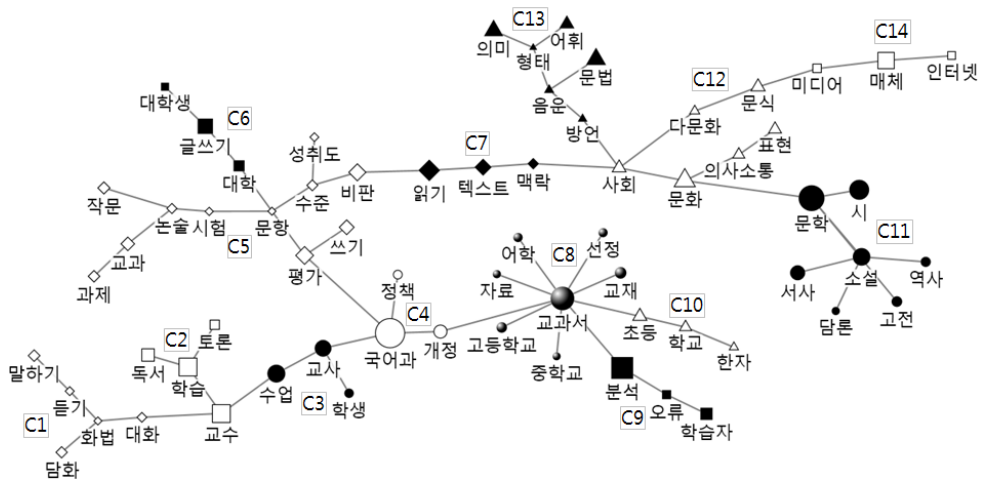 C13
어휘
의미
형태
C14
문법
C12
인터넷
매체
미디어
문식
음운
대학생
C6
글쓰기
방언
다문화
표현
성취도
C7
의사소통
대학
수준
비판
읽기
텍스트
맥락
사회
문화
작문
논술
시험
문항
C5
문학
시
C11
교과
쓰기
평가
어학
C8
선정
소설
역사
과제
정책
자료
교재
서사
고전
담론
C4
교과서
C10
C2
토론
국어과
개정
고등학교
초등
학교
독서
학습
교사
중학교
한자
말하기
수업
C3
학생
분석
듣기
C1
C9
오류
화법
대화
교수
학습자
담화